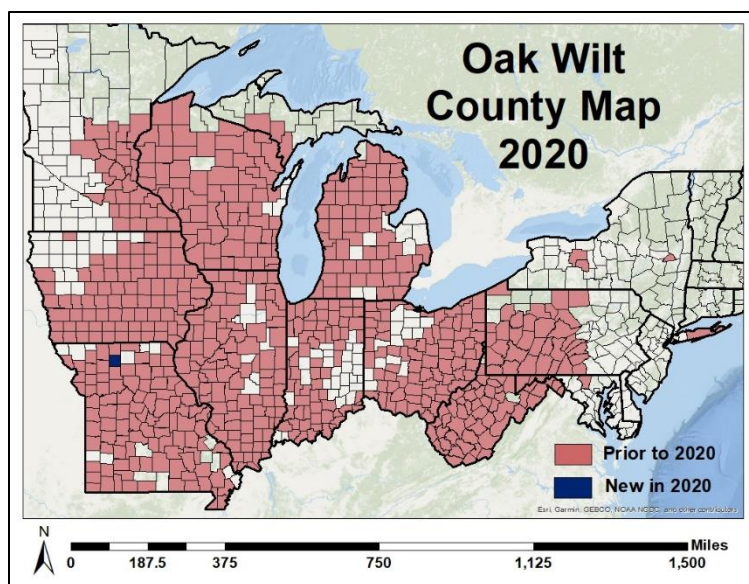 Oak Wilt
County Map
2020
Prior to 2020
New in 2020
Esri, Garmin, GEBCO, NOAA NGDC, and other contributors
N
Miles
0 187.5 375 750 1,125 1,500